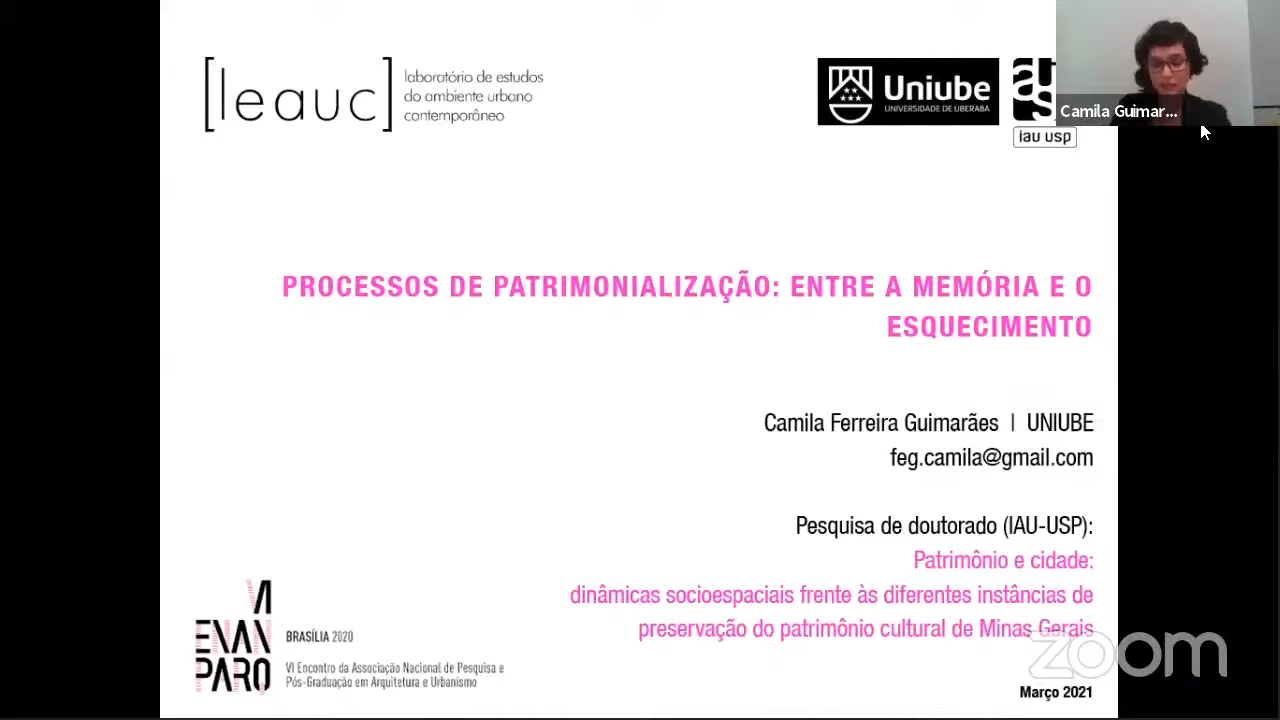 [leauc]
laboratório de estudos
do ambiente urbano
contemporâneo
Uniube
UNIVERSIDADE DE UBERABA
iau usp
Camila Guimar...
PROCESSOS DE PATRIMONIALIZAÇÃO: ENTRE A MEMÓRIA E O
ESQUECIMENTO
Camila Ferreira Guimarães | UNIUBE
feg.camila@gmail.com
Pesquisa de doutorado (IAU-USP):
Patrimônio e cidade:
dinâmicas socioespaciais frente às diferentes instâncias de
preservação do patrimônio cultural de Minas Gerais
VI
ENAN
PARQ
BRASÍLIA 2020
VI Encontro da Associação Nacional de Pesquisa e
Pós-Graduação em Arquitetura e Urbanismo
zoom
Março 2021